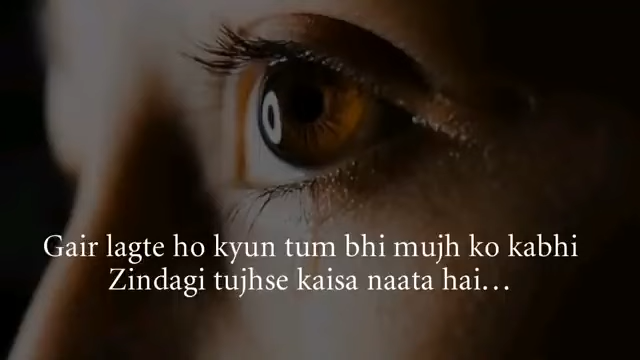 Gair lagte ho kyun tum bhi mujh ko kabhi
Zindagi tujhse kaisa naata hai...